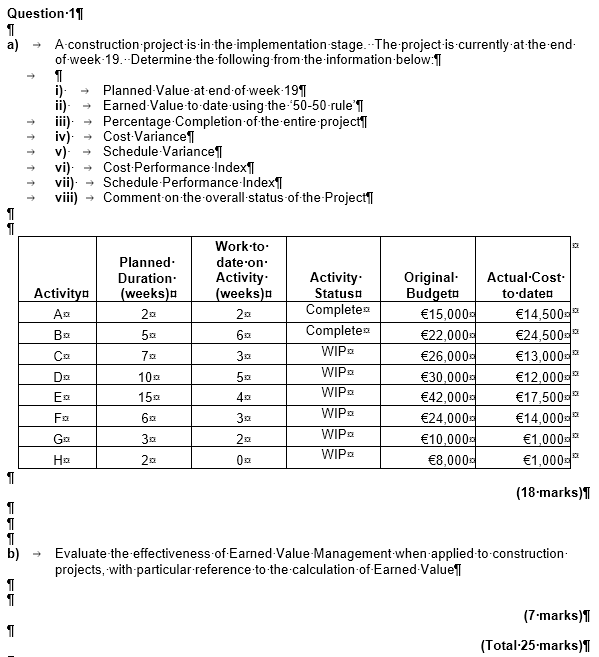 Question 1
a) A construction project is in the implementation stage. The project is currently at the end
of week 19. Determine the following from the information below:
i) Planned Value at end of week 19
ii) Earned Value to date using the '50-50 rule'
iii) Percentage Completion of the entire project
iv) Cost Variance
v) Schedule Variance
vi) Cost Performance Index
vii) Schedule Performance Index
viii) Comment on the overall status of the Project
Activity Planned Duration (weeks) Work to date on Activity (weeks) Activity Status Original Budget Actual Cost to date
A 2 2 Complete €15,000 €14,500
B 5 6 Complete €22,000 €24,500
C 7 3 WIP €26,000 €13,000
D 10 5 WIP €30,000 €12,000
E 15 4 WIP €42,000 €17,500
F 6 3 WIP €24,000 €14,000
G 3 2 WIP €10,000 €1,000
H 2 0 WIP €8,000 €1,000
(18 marks)
b) Evaluate the effectiveness of Earned Value Management when applied to construction
projects, with particular reference to the calculation of Earned Value
(7 marks)
(Total 25 marks)